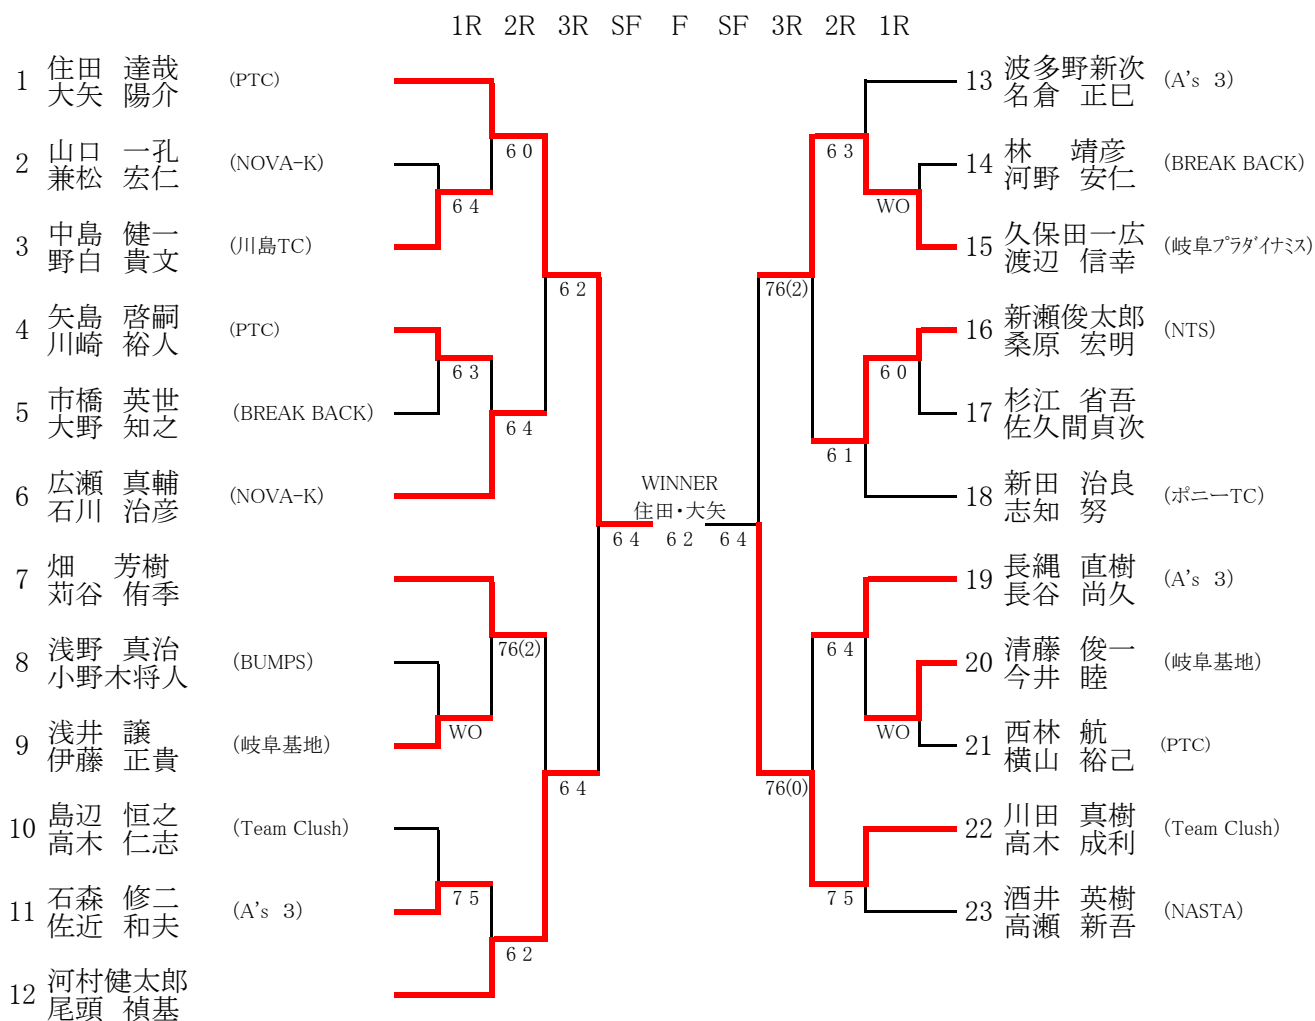 1R 2R 3R SF F SF 3R 2R 1R
1 住田 達哉 (PTC)
大矢 陽介
2 山口 一孔 (NOVA-K)
兼松 宏仁
3 中島 健一 (川島TC)
野白 貴文
4 矢島 啓嗣 (PTC)
川崎 裕人
5 市橋 英世 (BREAK BACK)
大野 知之
6 広瀬 真輔 (NOVA-K)
石川 治彦
7 畑 芳樹
苅谷 侑季
8 浅野 真治 (BUMPS)
小野木将人
9 浅井 譲 (岐阜基地)
伊藤 正貴
10 島辺 恒之 (Team Clush)
高木 仁志
11 石森 修二 (A's 3)
佐近 和夫
12 河村健太郎
尾頭 禎基
6 0
6 4
6 2
6 3
6 4
76(2)
WO
6 4
7 5
6 2
WINNER
住田・大矢
6 4 6 2 6 4
6 3
WO
76(2)
6 0
6 1
6 4
WO
76(0)
7 5
13 波多野新次 (A's 3)
名倉 正巳
14 林 靖彦 (BREAK BACK)
河野 安仁
15 久保田一広 (岐阜プラダイナミス)
渡辺 信幸
16 新瀬俊太郎 (NTS)
桑原 宏明
17 杉江 省吾
佐久間貞次
18 新田 治良 (ポニーTC)
志知 努
19 長縄 直樹 (A's 3)
長谷 尚久
20 清藤 俊一 (岐阜基地)
今井 睦
21 西林 航 (PTC)
横山 裕己
22 川田 真樹 (Team Clush)
高木 成利
23 酒井 英樹 (NASTA)
高瀬 新吾